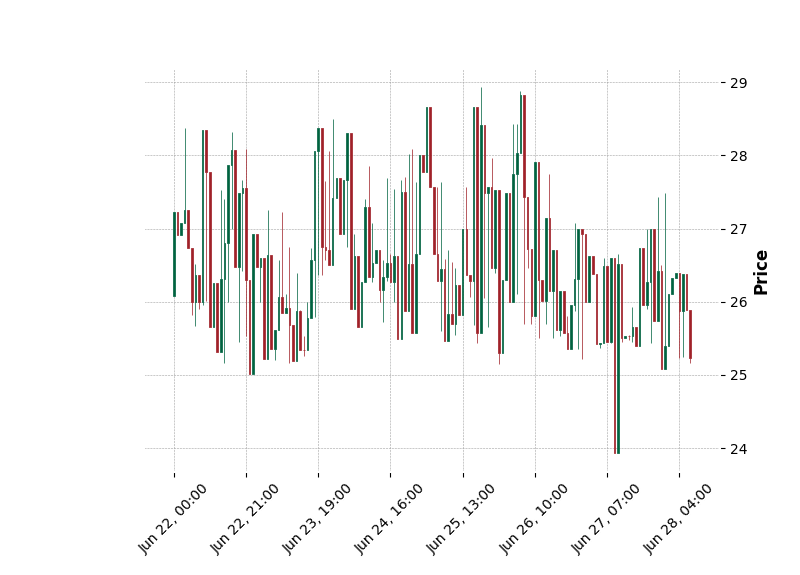 29
28
27
26
25
24
Price
Jun 22, 00:00
Jun 22, 21:00
Jun 23, 19:00
Jun 24, 16:00
Jun 25, 13:00
Jun 26, 10:00
Jun 27, 07:00
Jun 28, 04:00